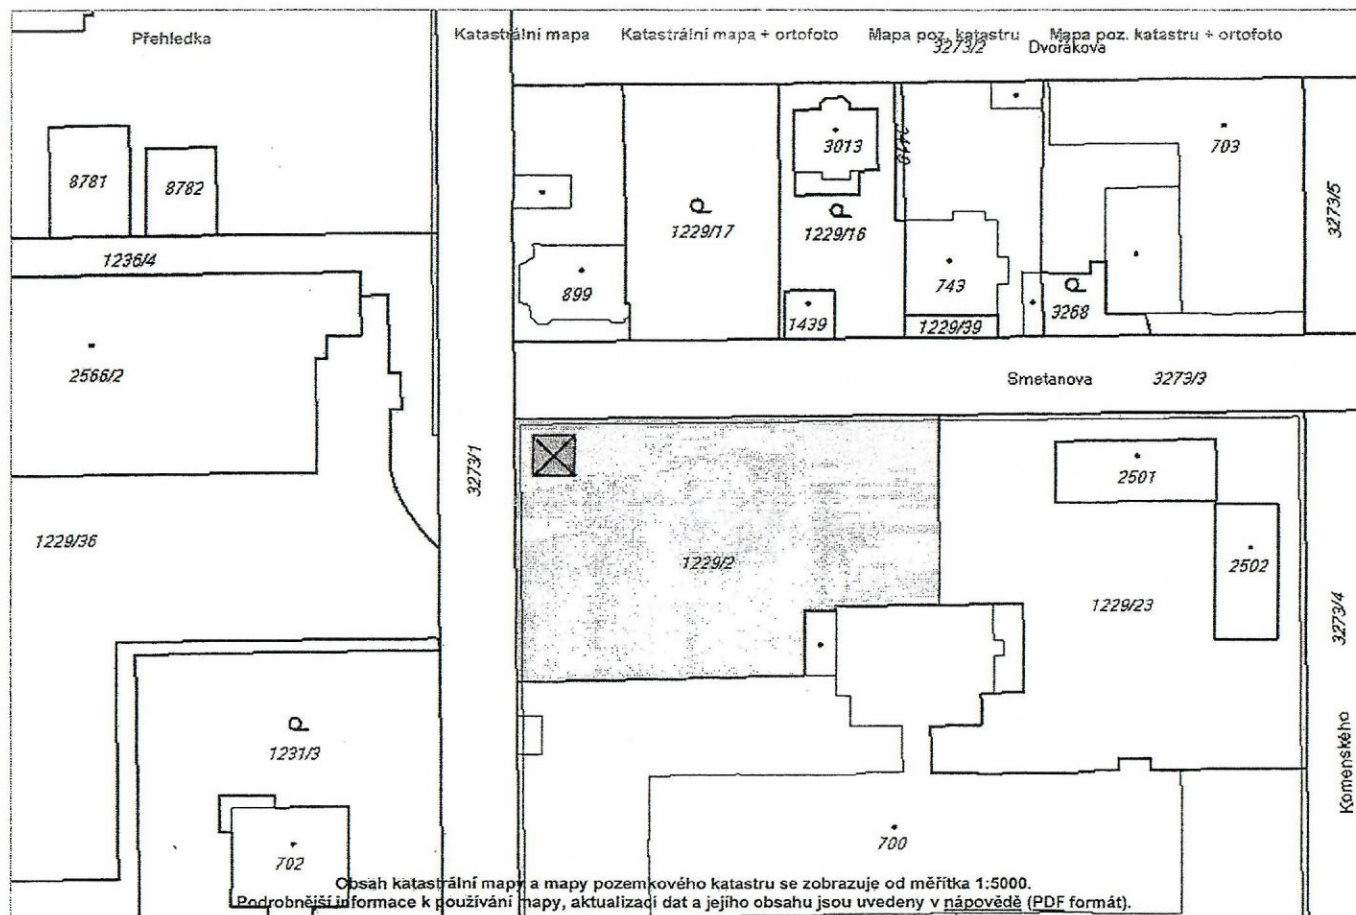 Přehledka
Katastrální mapa
Katastrální mapa + ortofoto
Mapa poz. katastru
Mapa poz. katastru + ortofoto
3273/2
Dvořákova
8781
8782
3013
703
3273/5
1229/17
1229/16
1236/4
899
743
1439
1229/39
3268
2566/2
Smetanova
3273/3
3273/1
2501
1229/36
1229/2
2502
1229/23
3273/4
1231/3
Komenského
702
700
Obsah katastrální mapy a mapy pozemkového katastru se zobrazuje od měřítka 1:5000.
Podrobnější informace k používání mapy, aktualizaci dat a jejího obsahu jsou uvedeny v nápovědě (PDF formát).